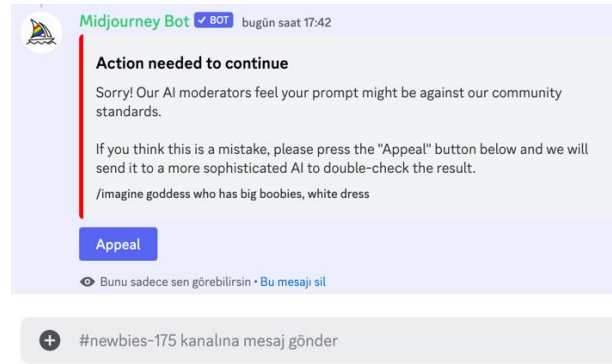 Midjourney Bot ✓ BOT bugün saat 17:42
Action needed to continue
Sorry! Our AI moderators feel your prompt might be against our community
standards.
If you think this is a mistake, please press the "Appeal" button below and we will
send it to a more sophisticated AI to double-check the result.
/imagine goddess who has big boobies, white dress
Appeal
Bunu sadece sen görebilirsin • Bu mesajı sil
#newbies-175 kanalına mesaj gönder